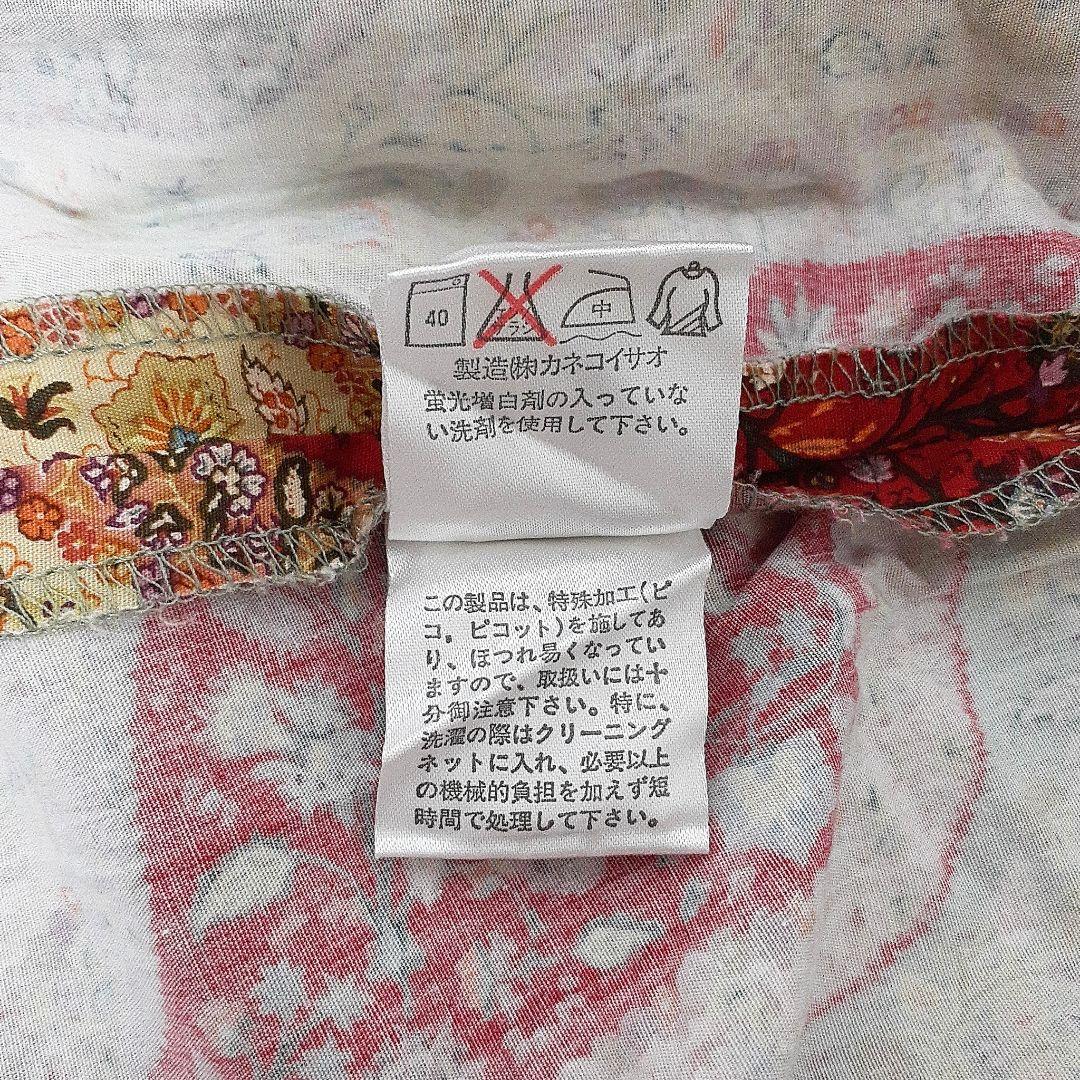 40
エンソ
サラシ
中
製造㈱カネコイサオ
蛍光増白剤の入っていな
い洗剤を使用して下さい。
この製品は、特殊加工(ピ
コ。ピコット)を施してあ
り、ほつれ易くなってい
ますので、取扱いには十
分御注意下さい。特に、
洗濯の際はクリーニング
ネットに入れ、必要以上
の機械的負担を加えず短
時間で処理して下さい。